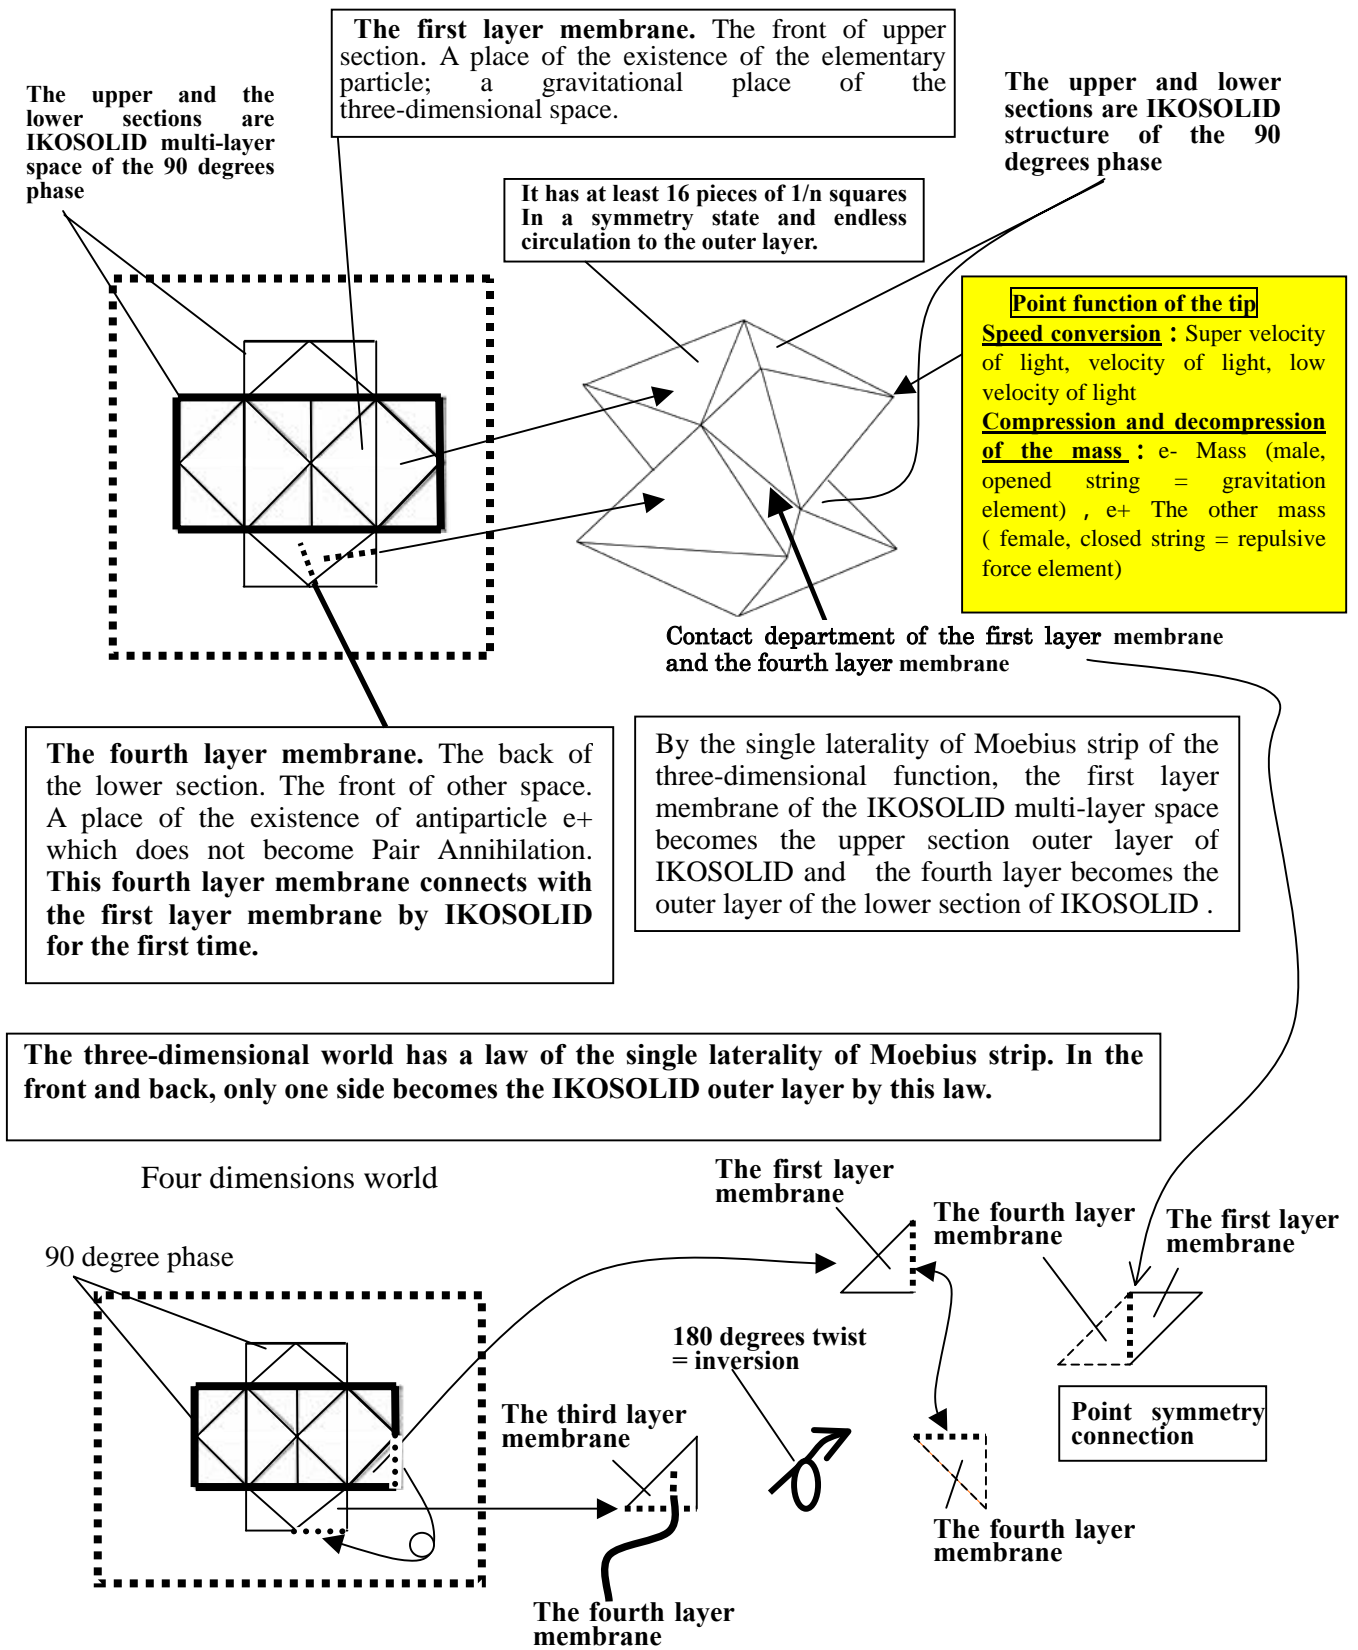 The first layer membrane. The front of upper
section. A place of the existence of the elementary
particle; a gravitational place of the
three-dimensional space.
The upper and the
lower sections are
IKOSOLID multi-layer
space of the 90 degrees
phase
The upper and lower
sections are IKOSOLID
structure of the 90
degrees phase
It has at least 16 pieces of 1/n squares
In a symmetry state and endless
circulation to the outer layer.
Point function of the tip
Speed conversion : Super velocity
of light, velocity of light, low
velocity of light
Compression and decompression
of the mass : e- Mass (male,
opened string = gravitation
element) , e+ The other mass
( female, closed string = repulsive
force element)
Contact department of the first layer membrane
and the fourth layer membrane
The fourth layer membrane. The back of
the lower section. The front of other space.
A place of the existence of antiparticle e+
which does not become Pair Annihilation.
This fourth layer membrane connects with
the first layer membrane by IKOSOLID
for the first time.
By the single laterality of Moebius strip of the
three-dimensional function, the first layer
membrane of the IKOSOLID multi-layer space
becomes the upper section outer layer of
IKOSOLID and the fourth layer becomes the
outer layer of the lower section of IKOSOLID .
The three-dimensional world has a law of the single laterality of Moebius strip. In the
front and back, only one side becomes the IKOSOLID outer layer by this law.
Four dimensions world
90 degree phase
The first layer
membrane
The fourth layer
membrane
The first layer
membrane
180 degrees twist
= inversion
The third layer
membrane
Point symmetry
connection
The fourth layer
membrane
The fourth layer
membrane